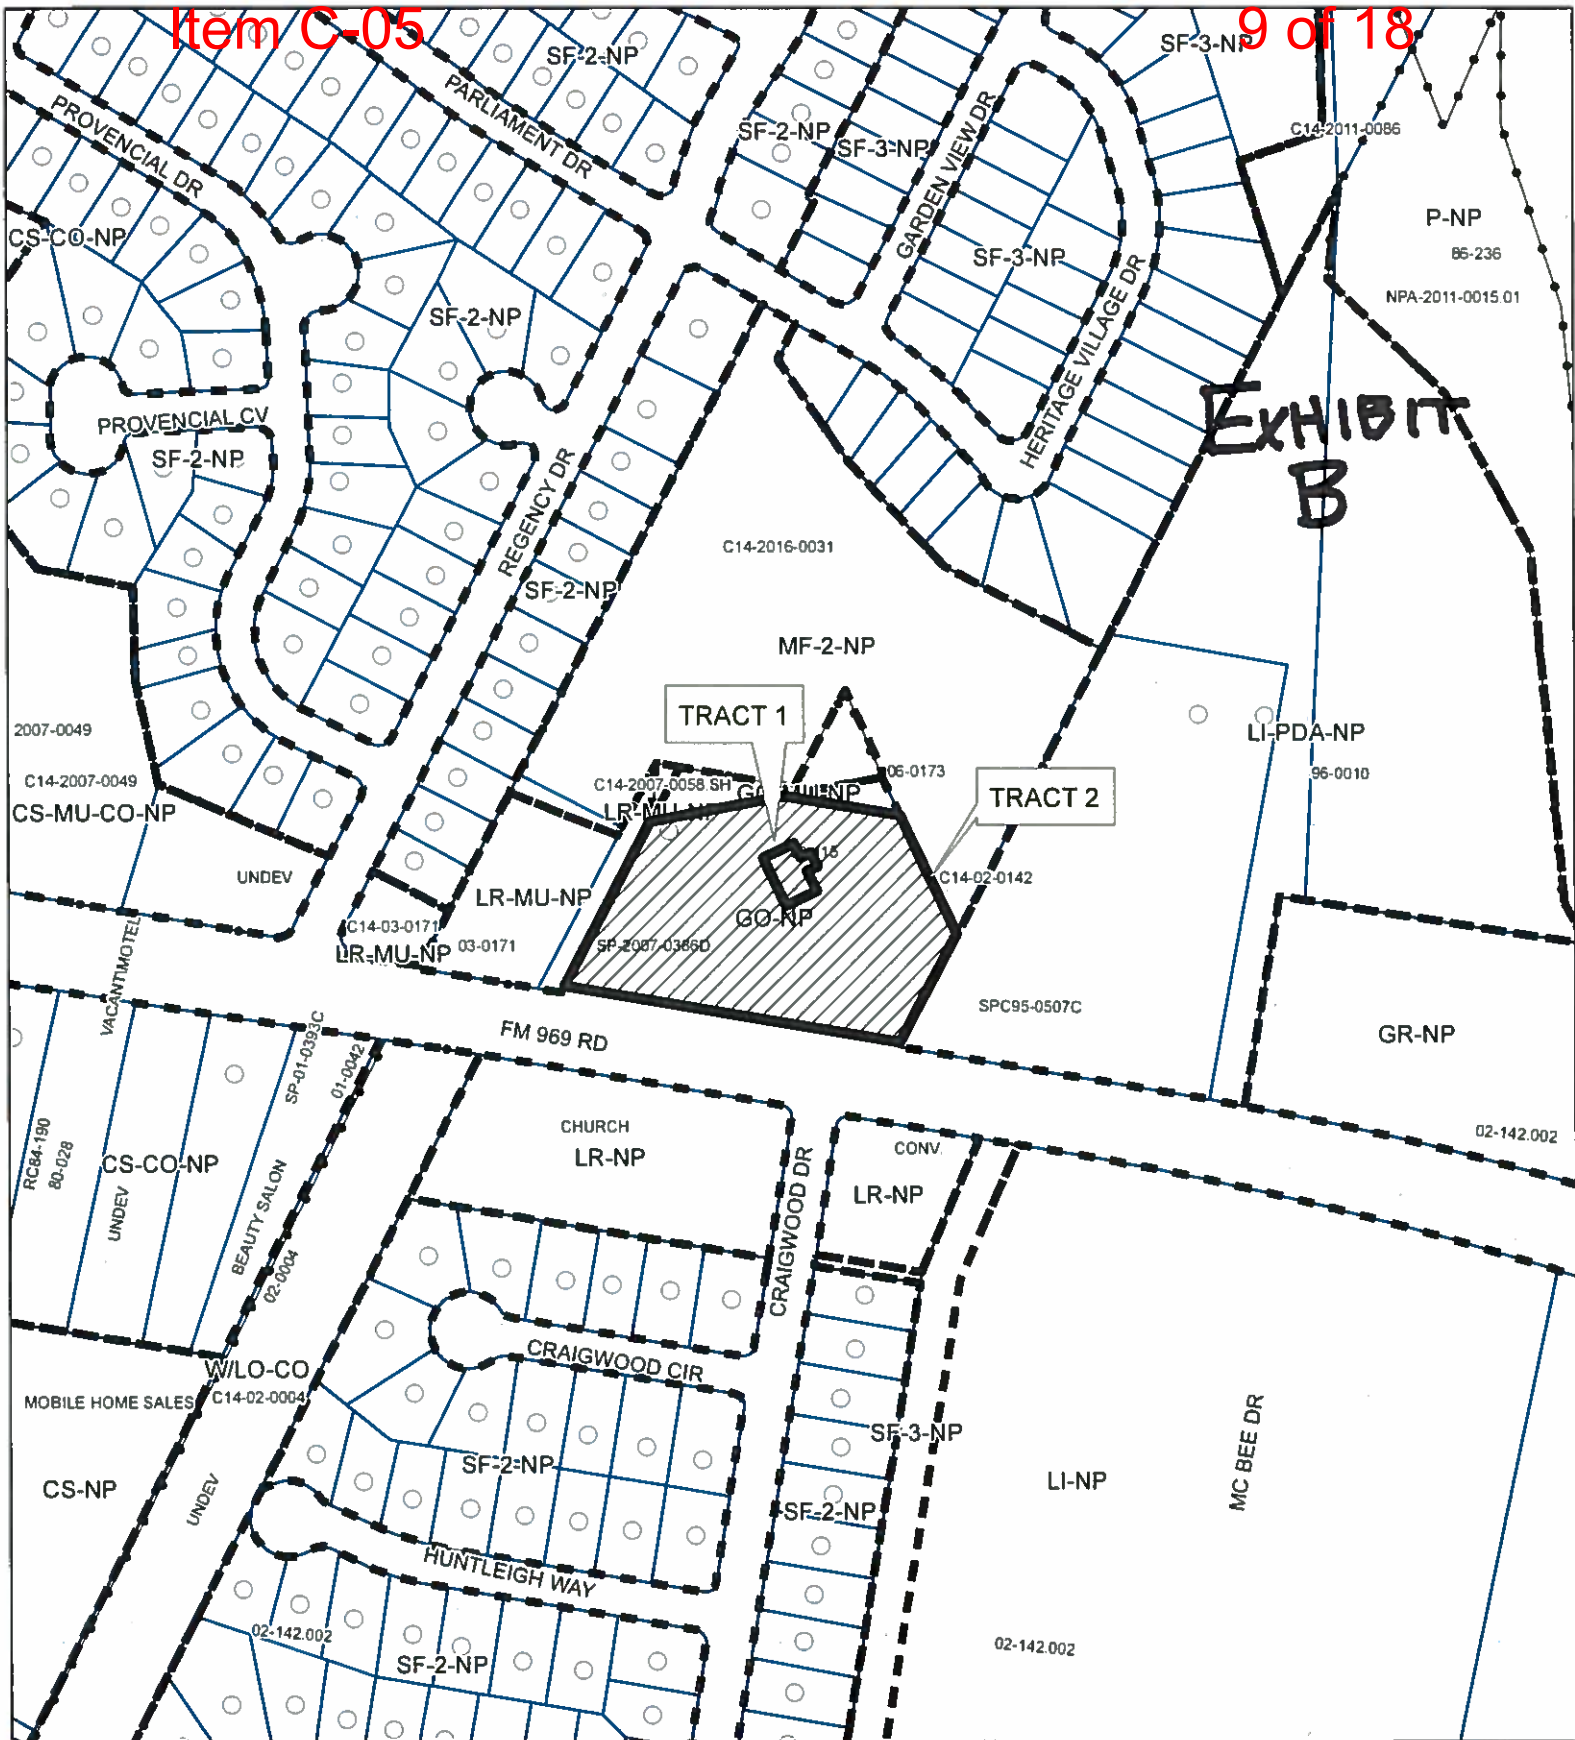 Item C-05
9 of 18
SF-2-NP
SF-3-NP
PARLIAMENT DR
PROVENCIAL DR
SF-2-NP
SF-3-NP
GARDEN VIEW DR
C14-2011-0086
CS-CO-NP
P-NP
86-236
SF-3-NP
NPA-2011-0015.01
SF-2-NP
HERITAGE VILLAGE DR
PROVENCIAL CV
SF-2-NP
EXHIBIT
B
REGENCY DR
C14-2016-0031
SF-2-NP
MF-2-NP
TRACT 1
2007-0049
LI-PDA-NP
C14-2007-0049
C14-2007-0058.SH
06-0173
96-0010
CS-MU-CO-NP
LR-MU-NP
GO-MU-NP
TRACT 2
15
UNDEV
C14-02-0142
LR-MU-NP
GO-NP
C14-03-0171
LR-MU-NP
03-0171
SP-2007-0386D
VACANT/MOTEL
SPC95-0507C
FM 969 RD
GR-NP
SP-01-0393C
01-0042
CHURCH
LR-NP
CONV.
02-142.002
RC84-190
80-028
CS-CO-NP
UNDEV
BEAUTY SALON
02-0004
LR-NP
CRAIGWOOD DR
CRAIGWOOD CIR
W/LO-CO
C14-02-0004
MOBILE HOME SALES
SF-3-NP
SF-2-NP
CS-NP
UNDEV
LI-NP
MC BEE DR
SF-2-NP
HUNTLEIGH WAY
02-142.002
SF-2-NP
02-142.002